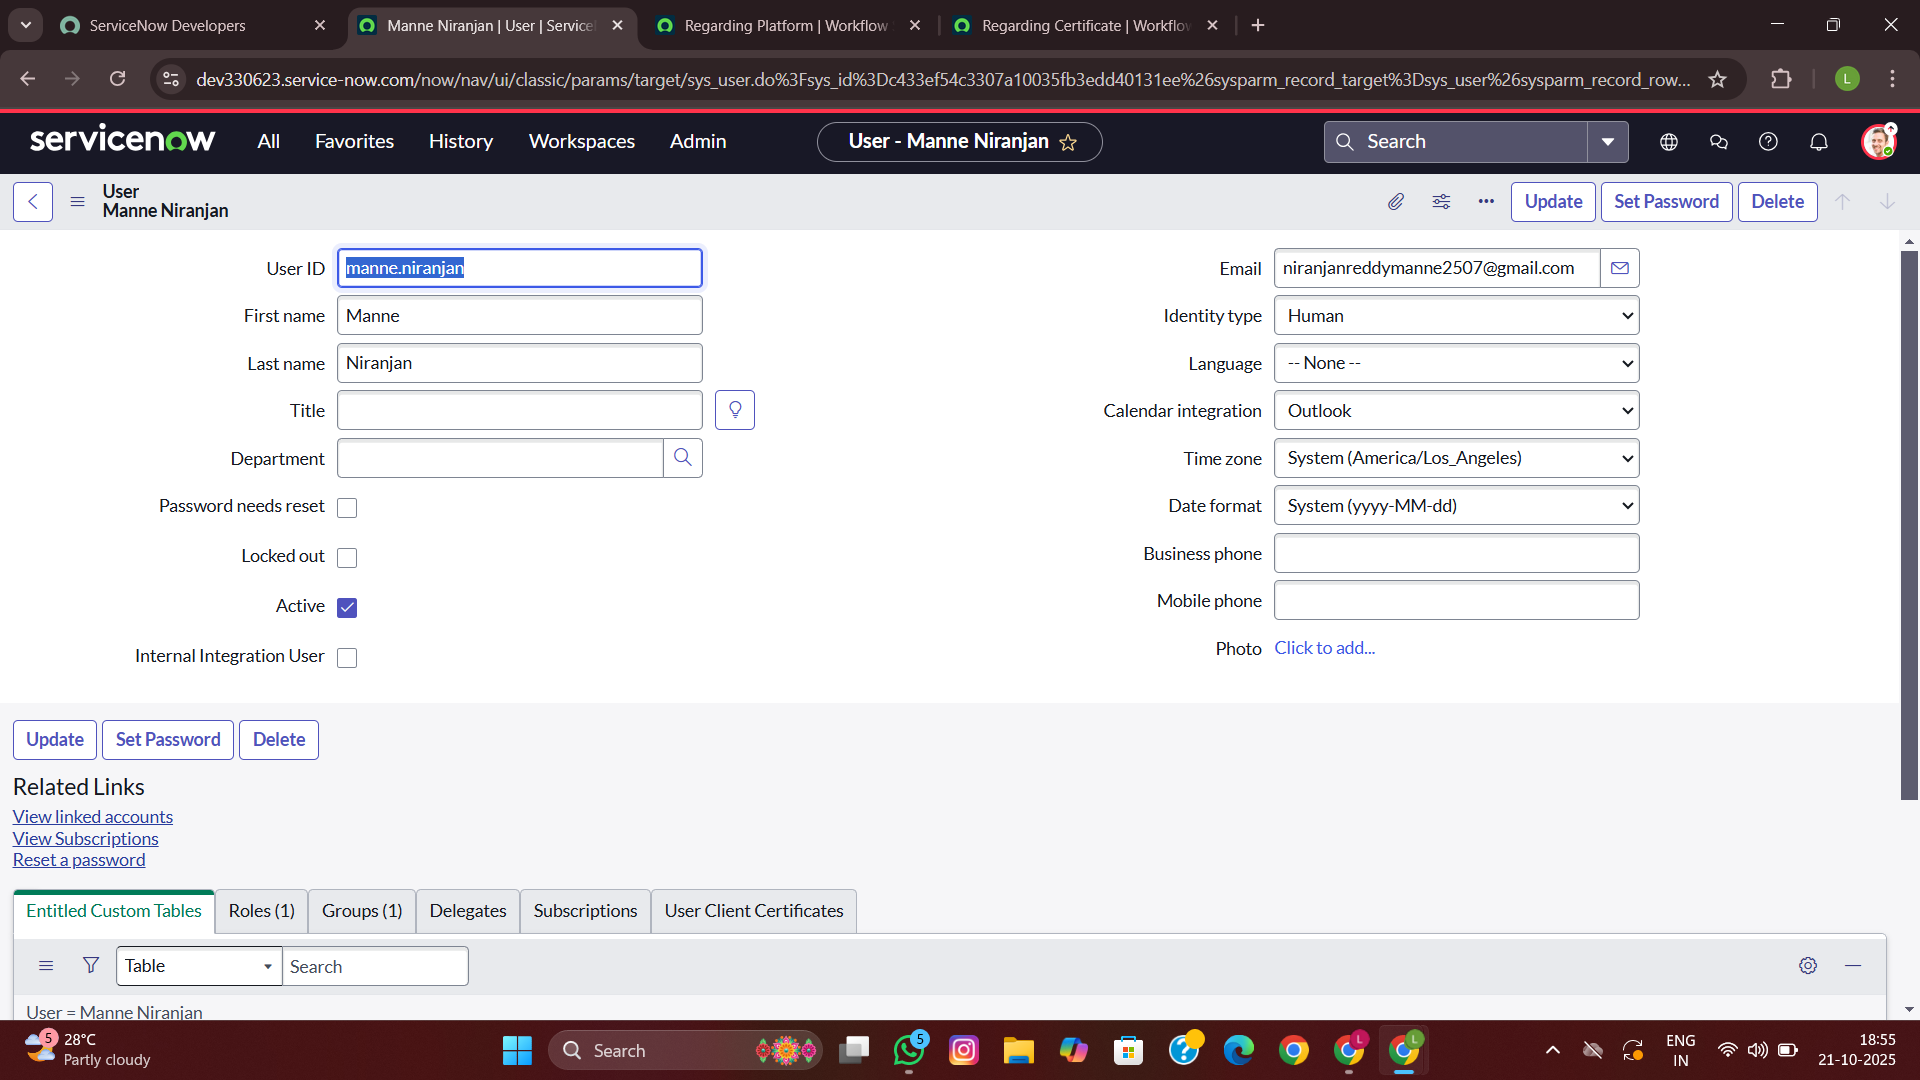 ServiceNow Developers
Manne Niranjan | User | Service
Regarding Platform | Workflow
Regarding Certificate | Workflow
dev330623.service-now.com/now/nav/ui/classic/params/target/sys_user.do%3Fsys_id%3Dc433ef54c3307a10035fb3edd40131ee%26sysparm_record_target%3Dsys_user%26sysparm_record_row...
L
servicenow
All
Favorites
History
Workspaces
Admin
User - Manne Niranjan
Search
User
Manne Niranjan
Update
Set Password
Delete
User ID
manne.niranjan
Email
niranjanreddymanne2507@gmail.com
First name
Manne
Identity type
Human
Last name
Niranjan
Language
-- None --
Title
Calendar integration
Outlook
Department
Time zone
System (America/Los_Angeles)
Password needs reset
Date format
System (yyyy-MM-dd)
Locked out
Business phone
Active
Mobile phone
Internal Integration User
Photo
Click to add...
Update
Set Password
Delete
Related Links
View linked accounts
View Subscriptions
Reset a password
Entitled Custom Tables
Roles (1)
Groups (1)
Delegates
Subscriptions
User Client Certificates
Table
Search
User = Manne Niranjan
5
28°C
Partly cloudy
Search
5
L
L
ENG
IN
18:55
21-10-2025